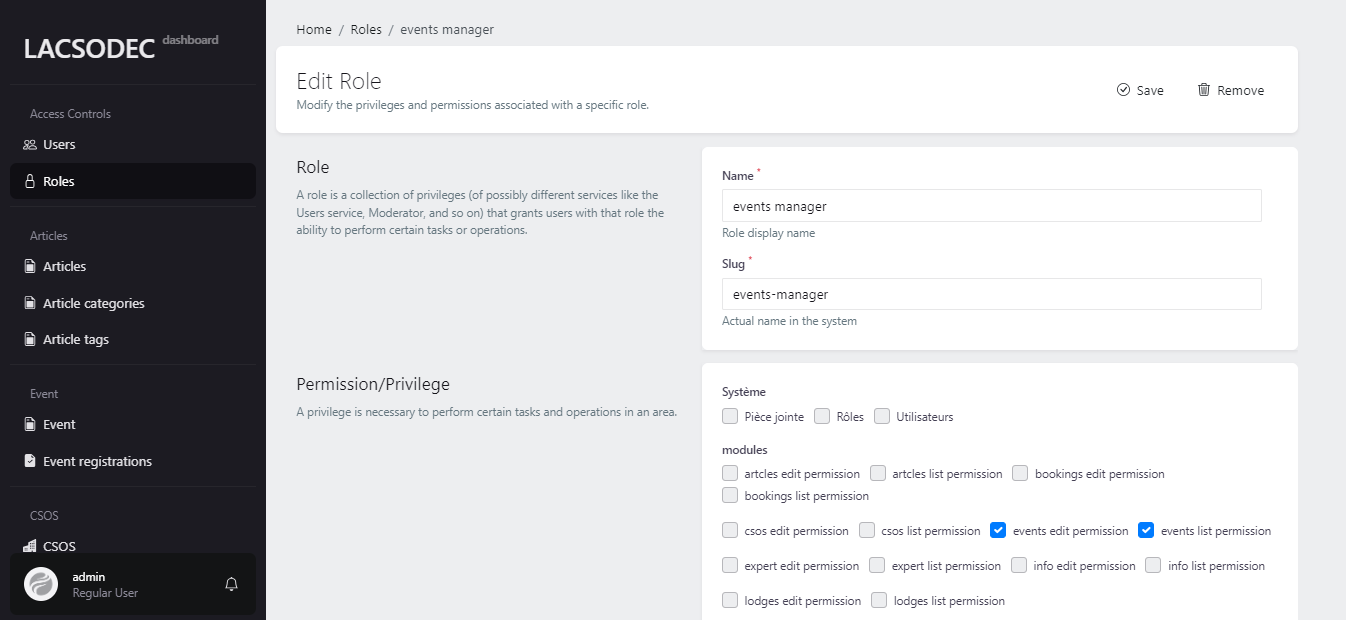 LACSODEC dashboard
Access Controls
Users
Roles
Articles
Articles
Article categories
Article tags
Event
Event
Event registrations
CSOS
CSOS
admin
Regular User
Home / Roles / events manager
Edit Role
Modify the privileges and permissions associated with a specific role.
Save Remove
Role
A role is a collection of privileges (of possibly different services like the
Users service, Moderator, and so on) that grants users with that role the
ability to perform certain tasks or operations.
Name *
events manager
Role display name
Slug *
events-manager
Actual name in the system
Permission/Privilege
A privilege is necessary to perform certain tasks and operations in an area.
Système
Pièce jointe Rôles Utilisateurs
modules
artcles edit permission artcles list permission bookings edit permission
bookings list permission
csos edit permission csos list permission events edit permission events list permission
expert edit permission expert list permission info edit permission info list permission
lodges edit permission lodges list permission